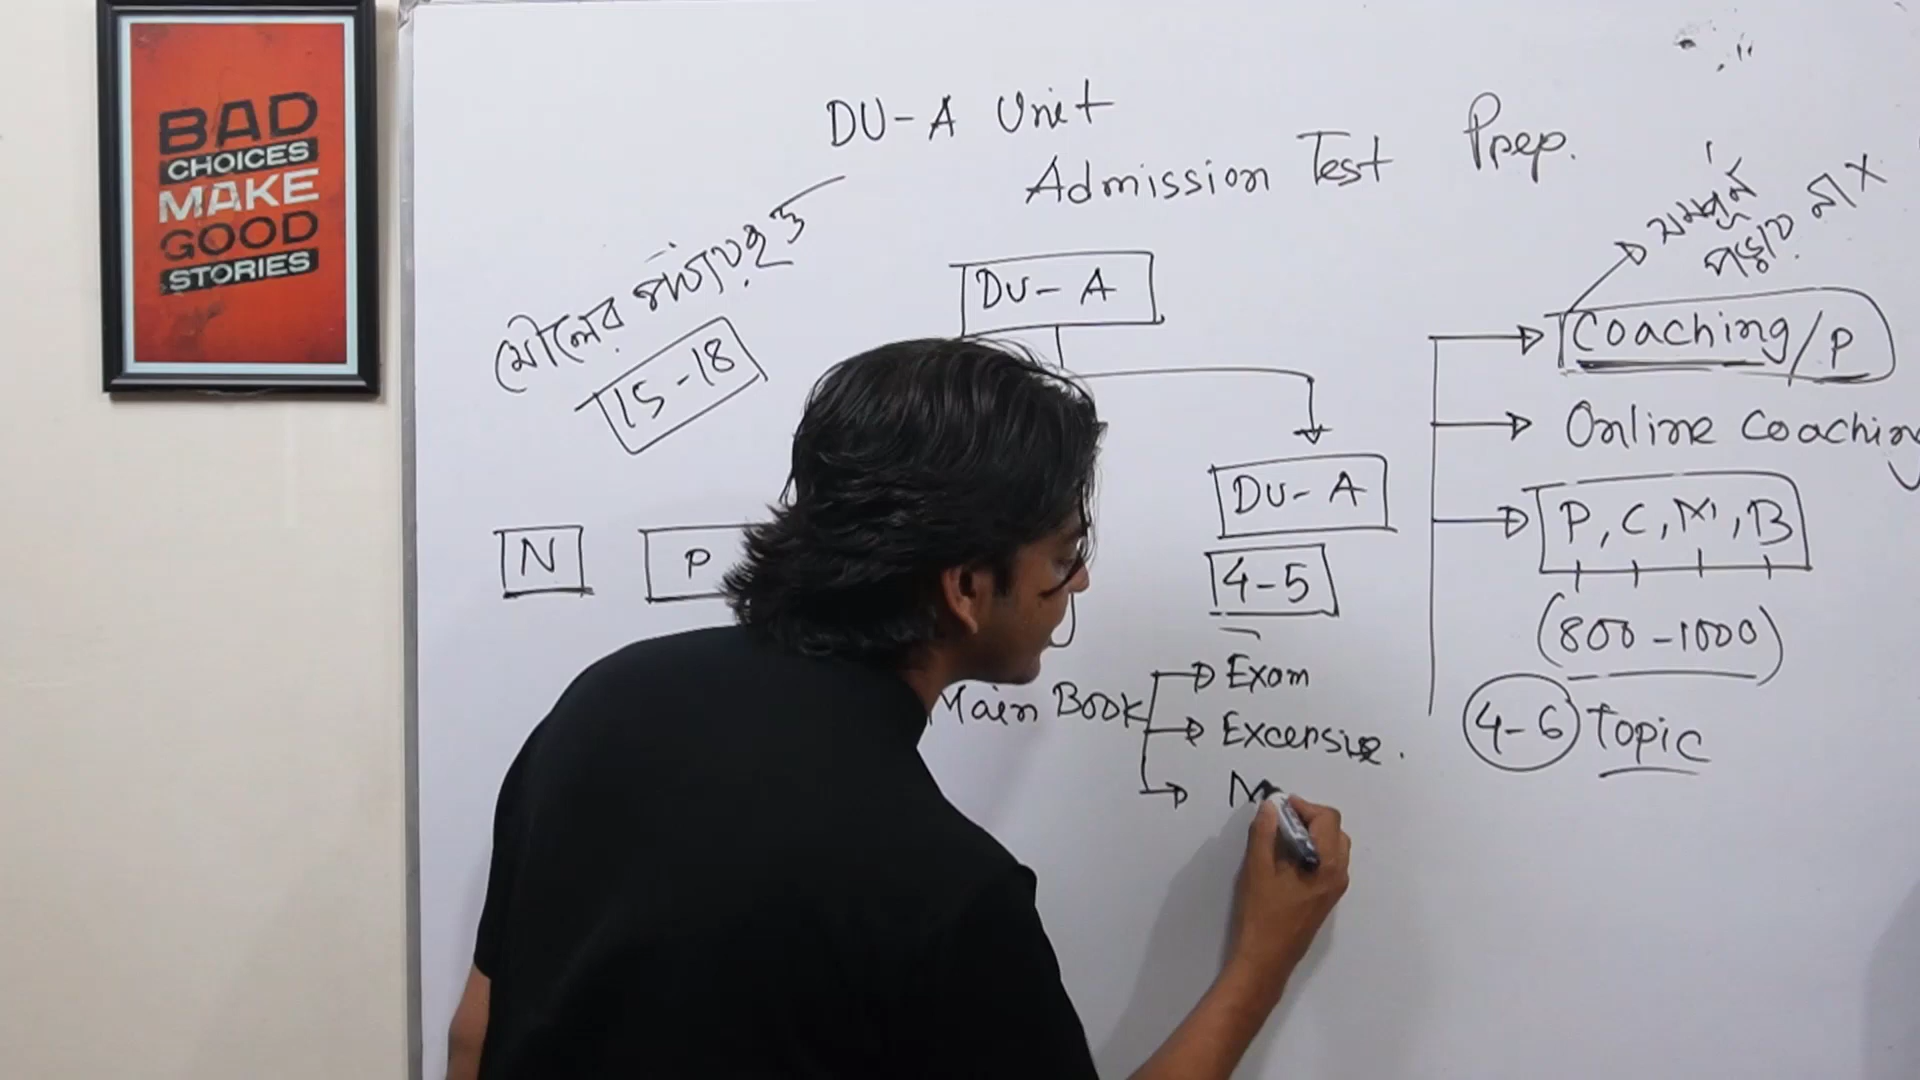 BAD
CHOICES
MAKE
GOOD
STORIES
DU-A Unit
Admission Test Prep.
15-18
DU-A
N
P
DU-A
4-5
Main Book
Exam
Excersise.
Coaching/P
Online Coaching
P, C, M, B
(800-1000)
4-6 Topic